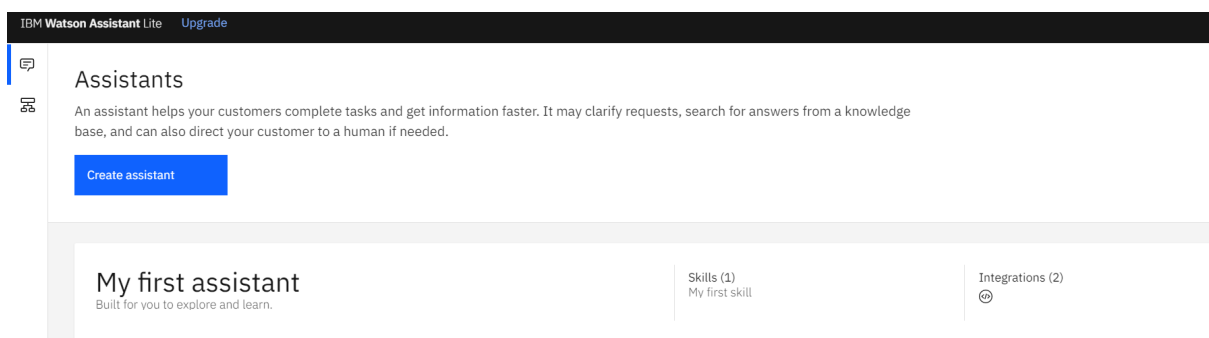 IBM Watson Assistant Lite Upgrade
Assistants
An assistant helps your customers complete tasks and get information faster. It may clarify requests, search for answers from a knowledge
base, and can also direct your customer to a human if needed.
Create assistant
My first assistant
Built for you to explore and learn.
Skills (1)
My first skill
Integrations (2)